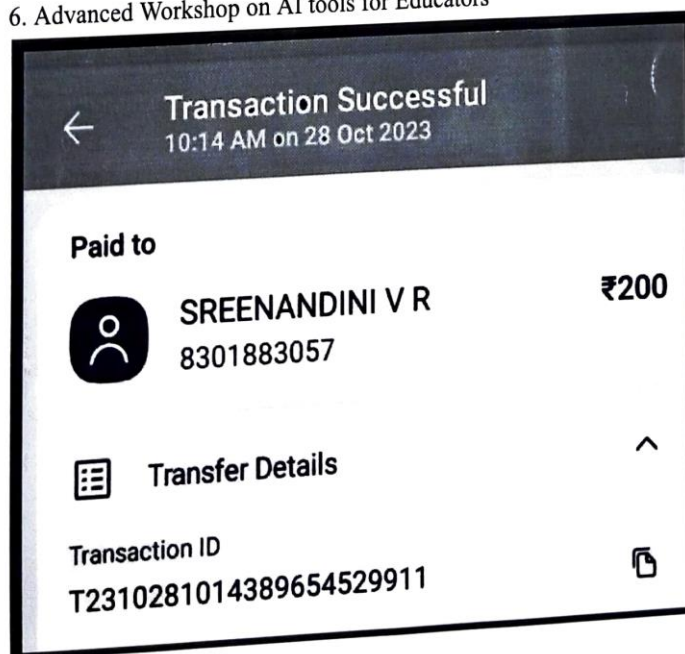 6. Advanced Workshop on AI tools for Educators
Transaction Successful
10:14 AM on 28 Oct 2023
Paid to
SREENANDINI V R
₹200
8301883057
Transfer Details
Transaction ID
T2310281014389654529911